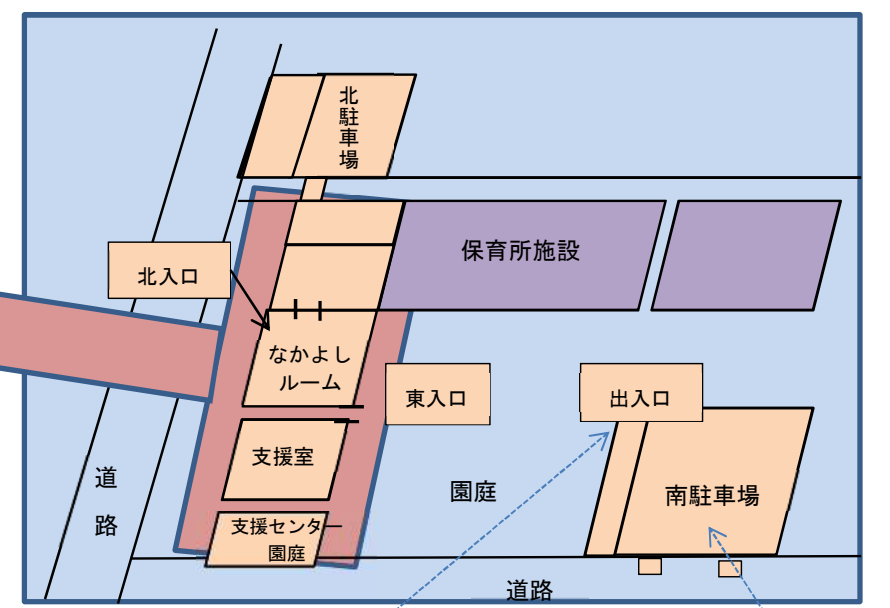 北駐車場
保育所施設
北入口
なかよし
ルーム
東入口
出入口
支援室
道路
園庭
南駐車場
支援センター
園庭
道路